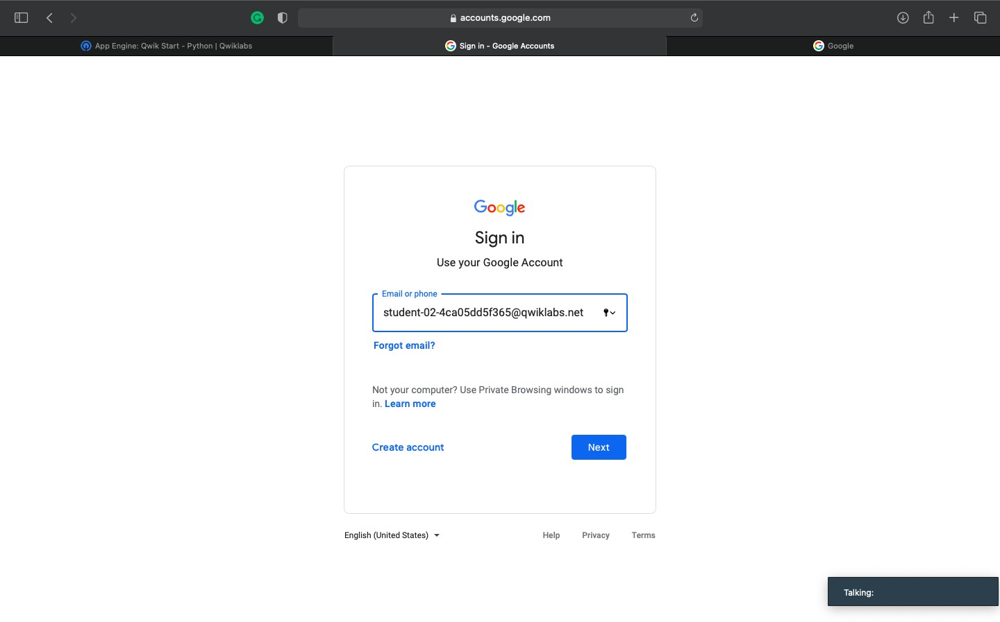 accounts.google.com
App Engine: Qwik Start - Python | Qwiklabs
Sign in - Google Accounts
Google
Google
Sign in
Use your Google Account
Email or phone
student-02-4ca05dd5f365@qwiklabs.net
Forgot email?
Not your computer? Use Private Browsing windows to sign
in. Learn more
Create account
Next
English (United States)
Help
Privacy
Terms
Talking: